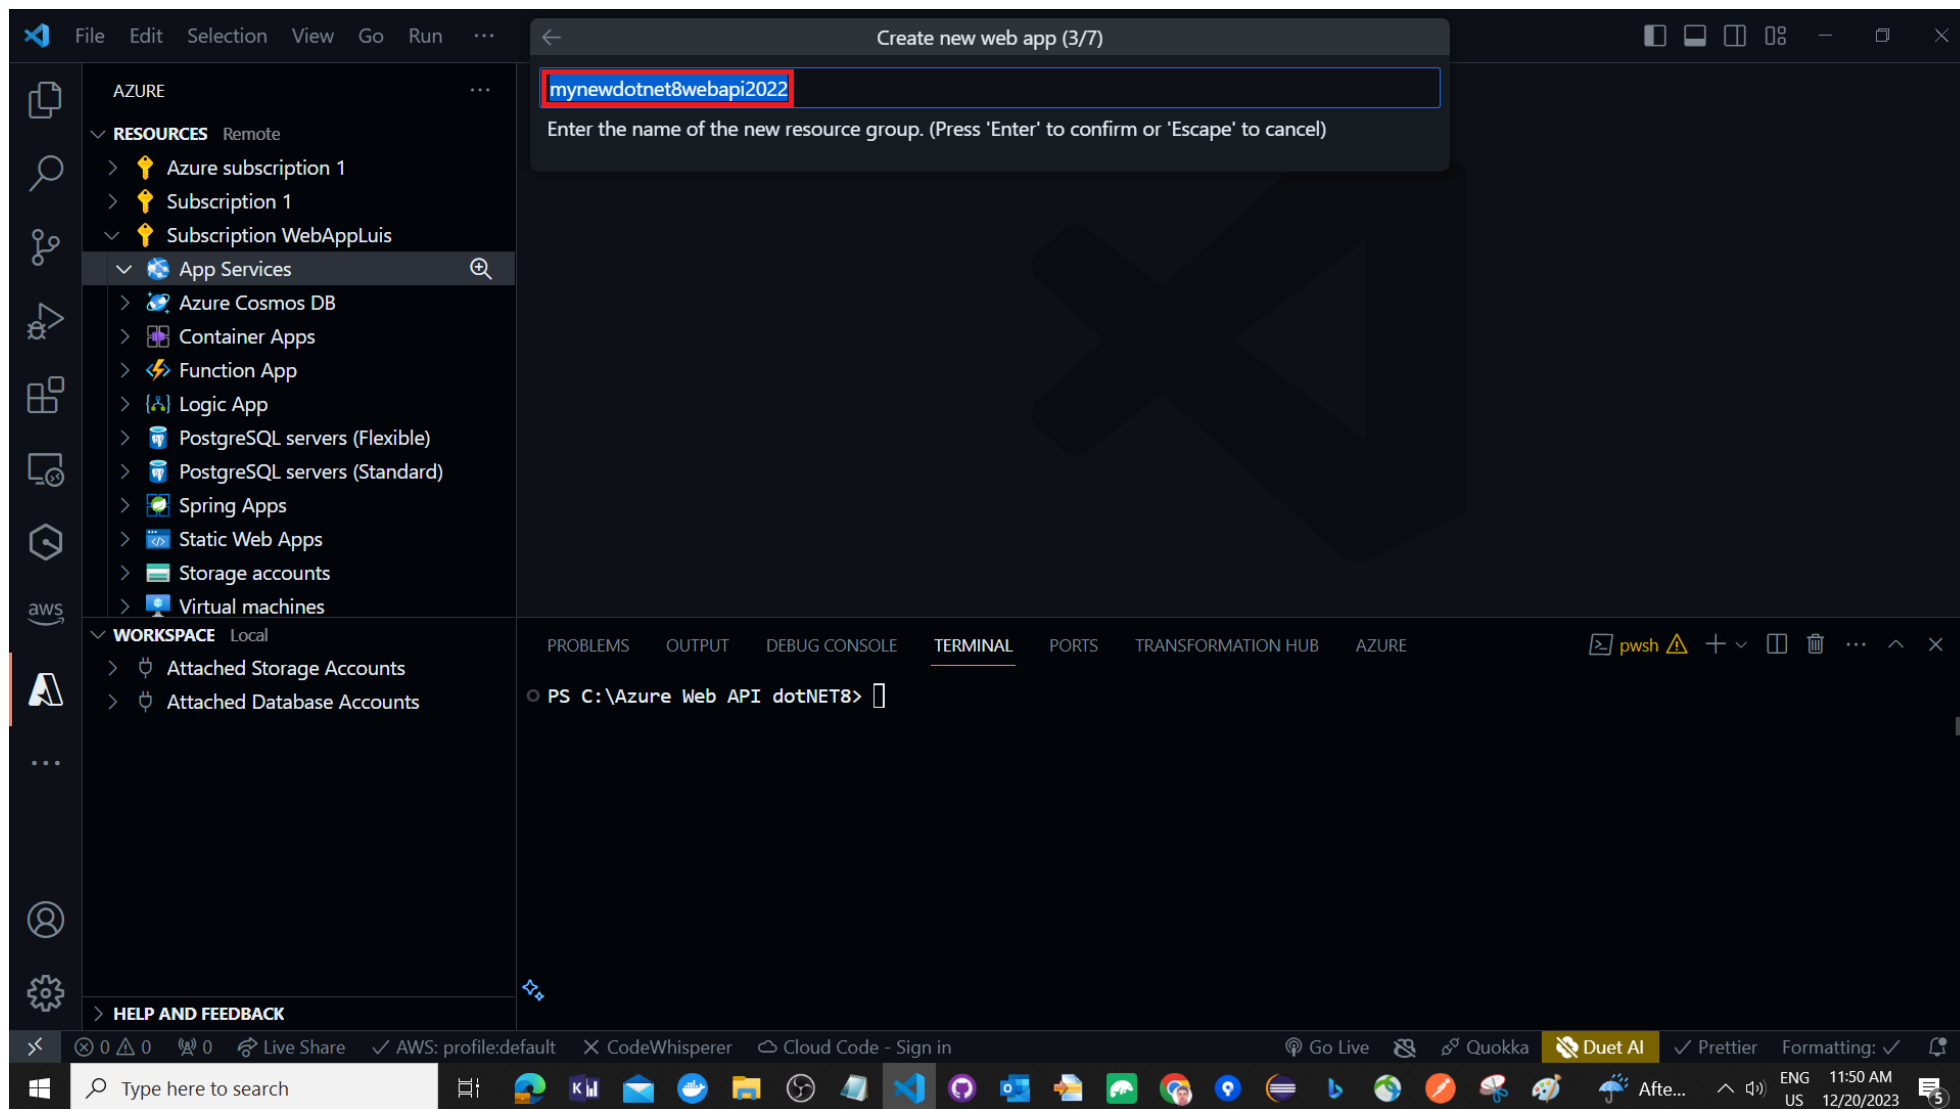 File Edit Selection View Go Run ···
Create new web app (3/7)
mynewdotnet8webapi2022
Enter the name of the new resource group. (Press 'Enter' to confirm or 'Escape' to cancel)
AZURE
RESOURCES Remote
Azure subscription 1
Subscription 1
Subscription WebAppLuis
App Services
Azure Cosmos DB
Container Apps
Function App
Logic App
PostgreSQL servers (Flexible)
PostgreSQL servers (Standard)
Spring Apps
Static Web Apps
Storage accounts
Virtual machines
aws
WORKSPACE Local
Attached Storage Accounts
Attached Database Accounts
HELP AND FEEDBACK
PROBLEMS OUTPUT DEBUG CONSOLE TERMINAL PORTS TRANSFORMATION HUB AZURE
pwsh
PS C:\Azure Web API dotNET8>
0 0 0 Live Share AWS: profile:default CodeWhisperer Cloud Code - Sign in
Go Live Quokka Duet AI Prettier Formatting:
Type here to search
Afte...
ENG
US
11:50 AM
12/20/2023
5